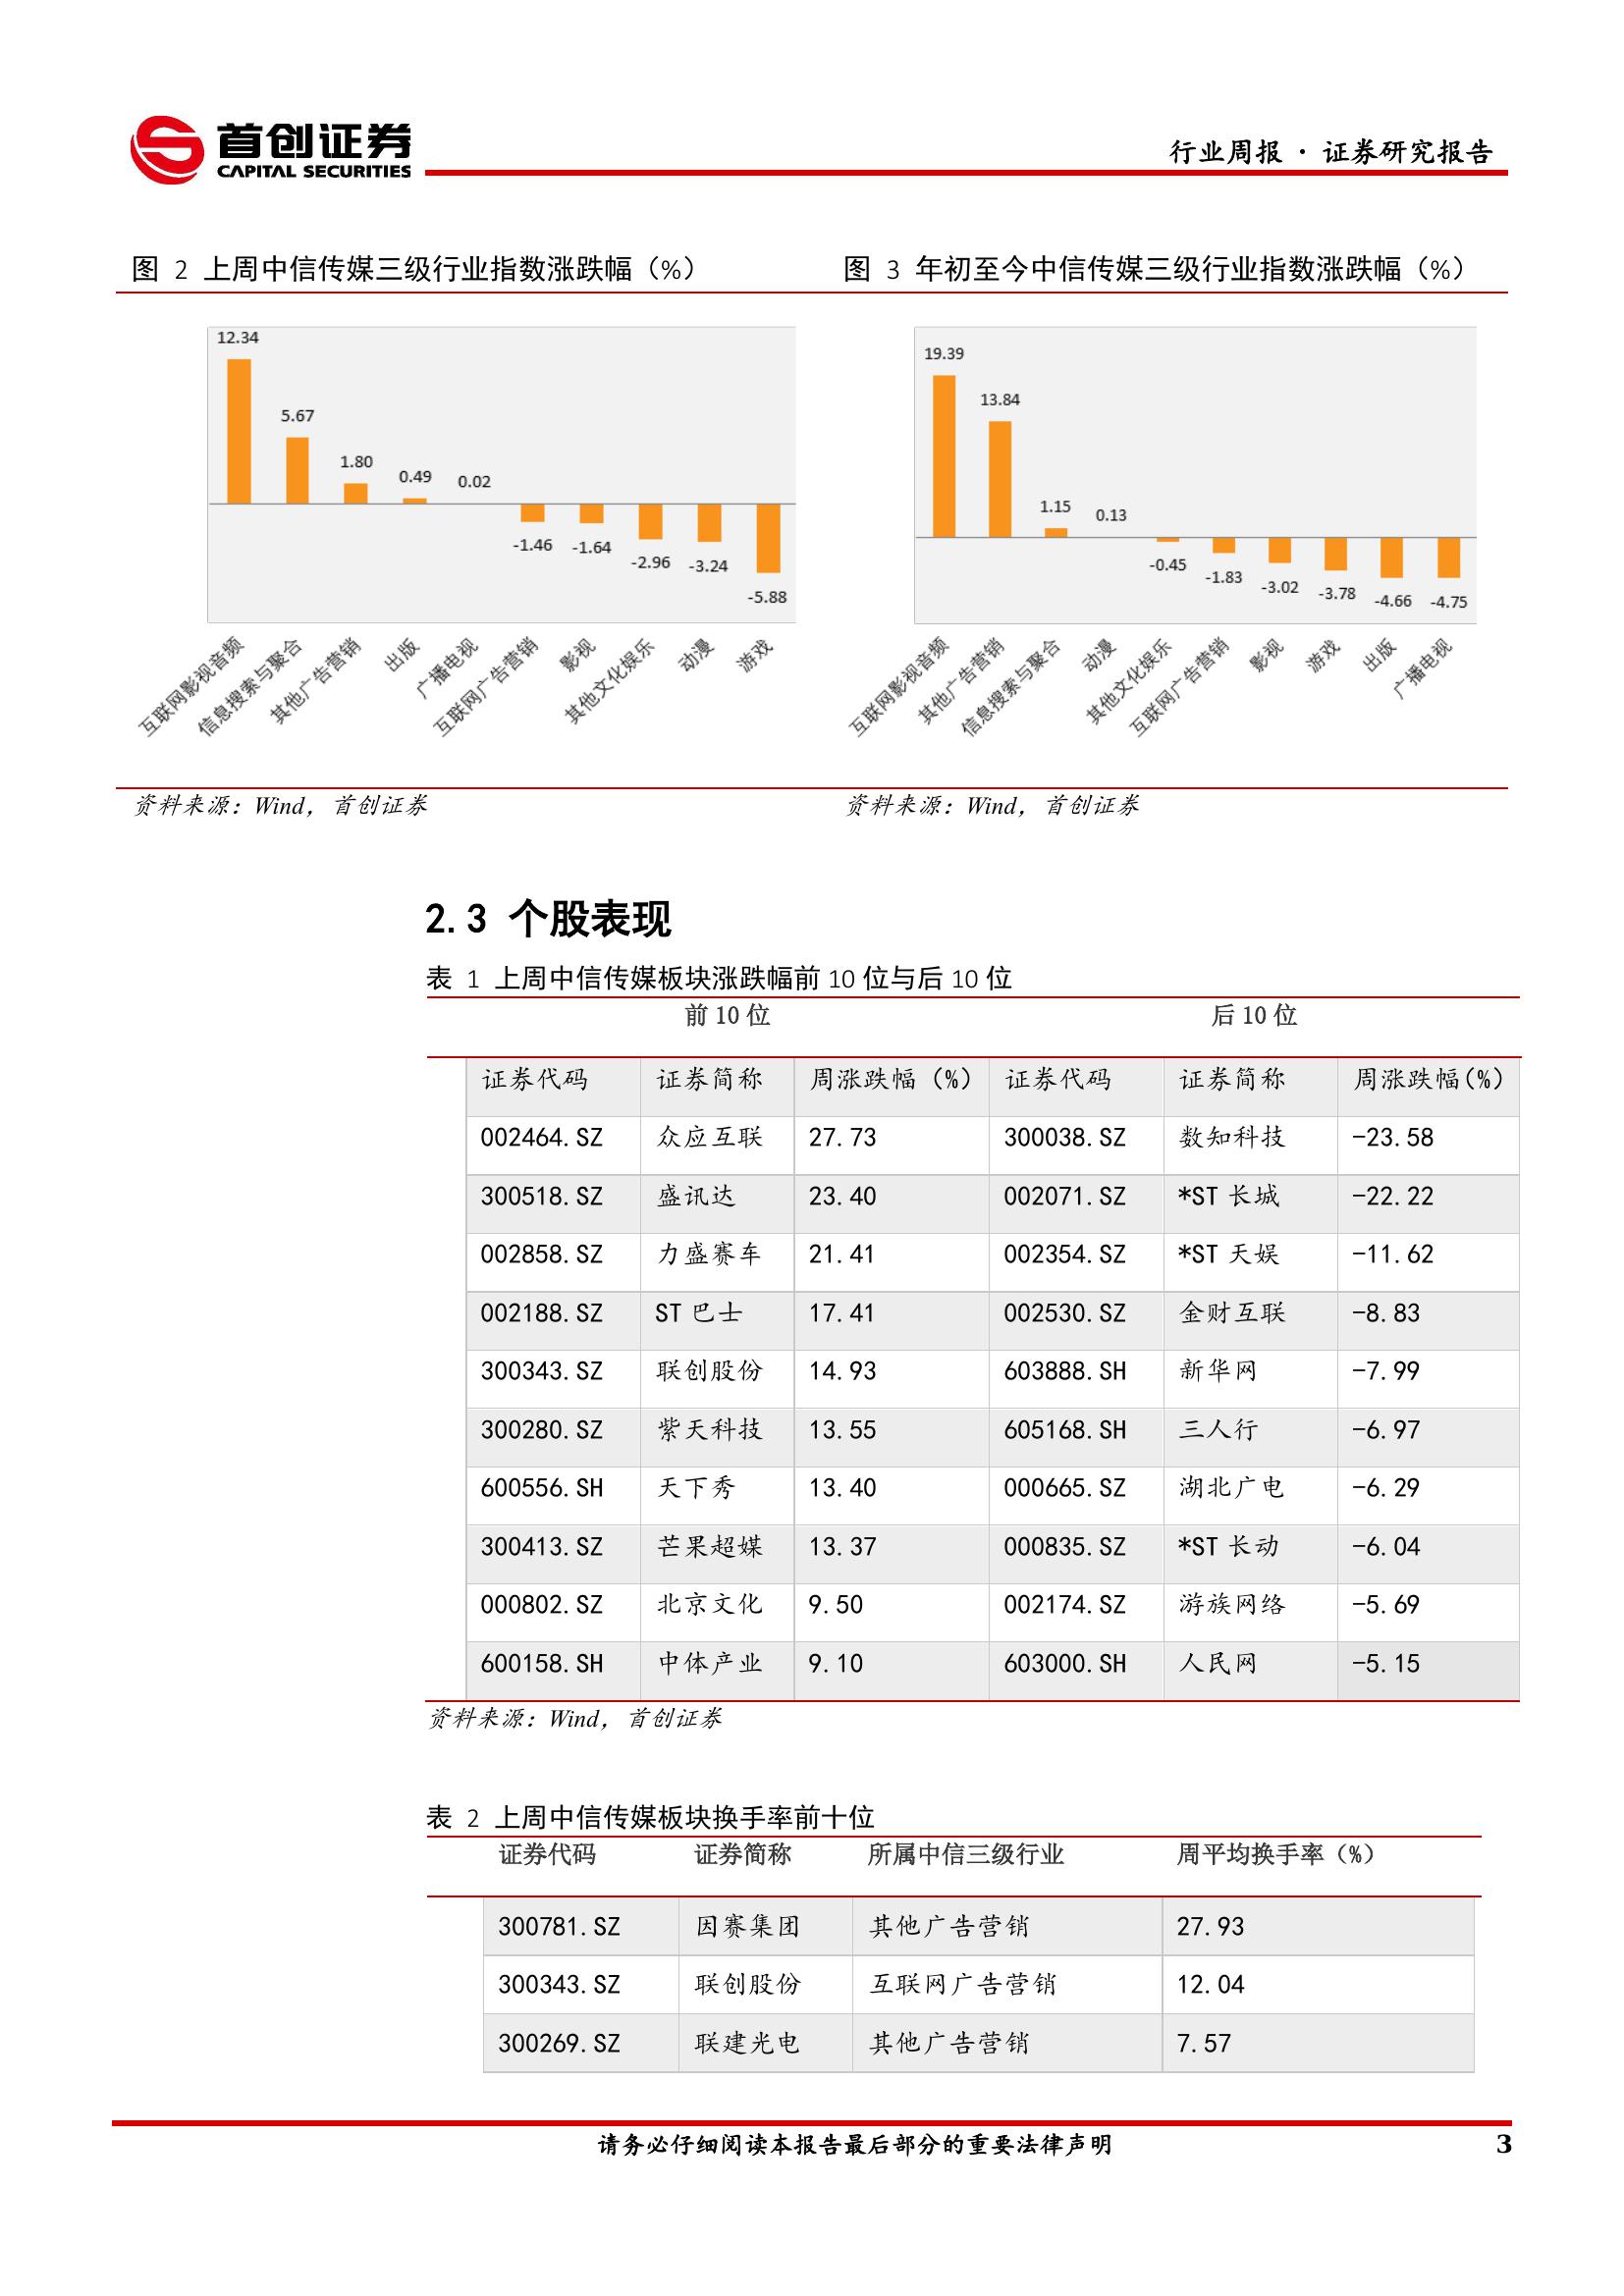 首创证券
CAPITAL SECURITIES
行业周报 · 证券研究报告
图 2 上周中信传媒三级行业指数涨跌幅（%）
12.34
5.67
1.80
0.49
0.02
-1.46
-1.64
-2.96
-3.24
-5.88
互联网影视音频
信息搜索与聚合
其他广告营销
出版
广播电视
互联网广告营销
影视
其他文化娱乐
动漫
游戏
资料来源：Wind，首创证券
图 3 年初至今中信传媒三级行业指数涨跌幅（%）
19.39
13.84
1.15
0.13
-0.45
-1.83
-3.02
-3.78
-4.66
-4.75
互联网影视音频
其他广告营销
信息搜索与聚合
动漫
其他文化娱乐
互联网广告营销
影视
游戏
出版
广播电视
资料来源：Wind，首创证券
2.3 个股表现
表 1 上周中信传媒板块涨跌幅前 10 位与后 10 位
前 10 位 后 10 位
证券代码 证券简称 周涨跌幅（%） 证券代码 证券简称 周涨跌幅(%)
002464.SZ 众应互联 27.73 300038.SZ 数知科技 -23.58
300518.SZ 盛讯达 23.40 002071.SZ *ST 长城 -22.22
002858.SZ 力盛赛车 21.41 002354.SZ *ST 天娱 -11.62
002188.SZ ST 巴士 17.41 002530.SZ 金财互联 -8.83
300343.SZ 联创股份 14.93 603888.SH 新华网 -7.99
300280.SZ 紫天科技 13.55 605168.SH 三人行 -6.97
600556.SH 天下秀 13.40 000665.SZ 湖北广电 -6.29
300413.SZ 芒果超媒 13.37 000835.SZ *ST 长动 -6.04
000802.SZ 北京文化 9.50 002174.SZ 游族网络 -5.69
600158.SH 中体产业 9.10 603000.SH 人民网 -5.15
资料来源：Wind，首创证券
表 2 上周中信传媒板块换手率前十位
证券代码 证券简称 所属中信三级行业 周平均换手率（%）
300781.SZ 因赛集团 其他广告营销 27.93
300343.SZ 联创股份 互联网广告营销 12.04
300269.SZ 联建光电 其他广告营销 7.57
请务必仔细阅读本报告最后部分的重要法律声明 3